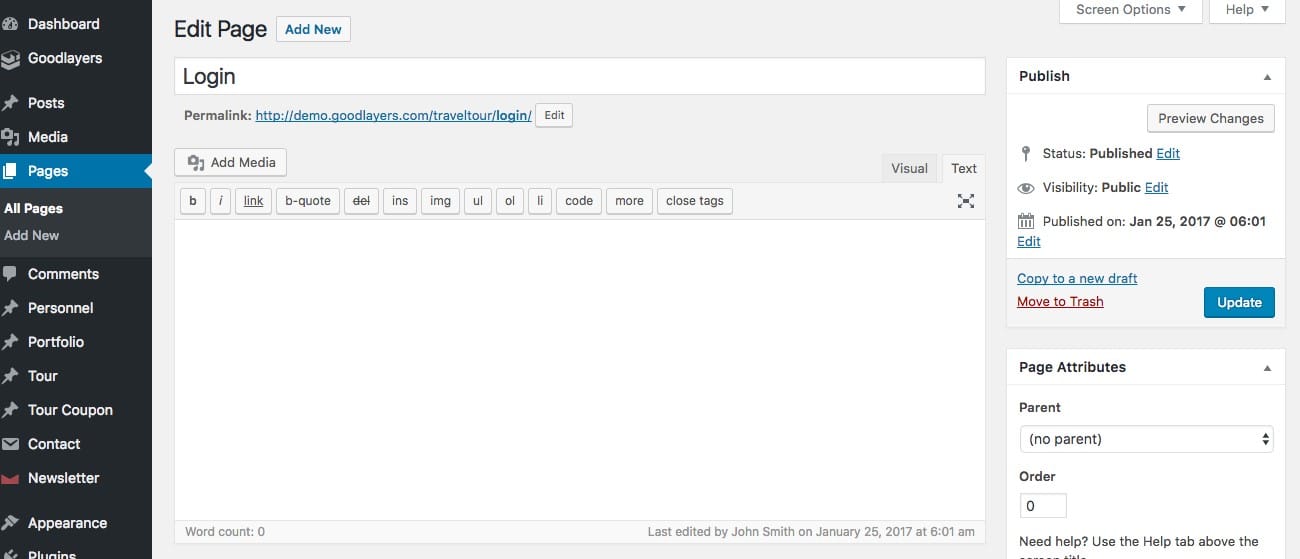 Dashboard
Goodlayers
Posts
Media
Pages
All Pages
Add New
Comments
Personnel
Portfolio
Tour
Tour Coupon
Contact
Newsletter
Appearance
Plugins
Screen Options
Help
Edit Page Add New
Login
Permalink: http://demo.goodlayers.com/traveltour/login/ Edit
Add Media
Visual Text
b i link b-quote del ins img ul ol li code more close tags
Word count: 0
Last edited by John Smith on January 25, 2017 at 6:01 am
Publish
Preview Changes
Status: Published Edit
Visibility: Public Edit
Published on: Jan 25, 2017 @ 06:01
Edit
Copy to a new draft
Move to Trash
Update
Page Attributes
Parent
(no parent)
Order
0
Need help? Use the Help tab above the
screen title.